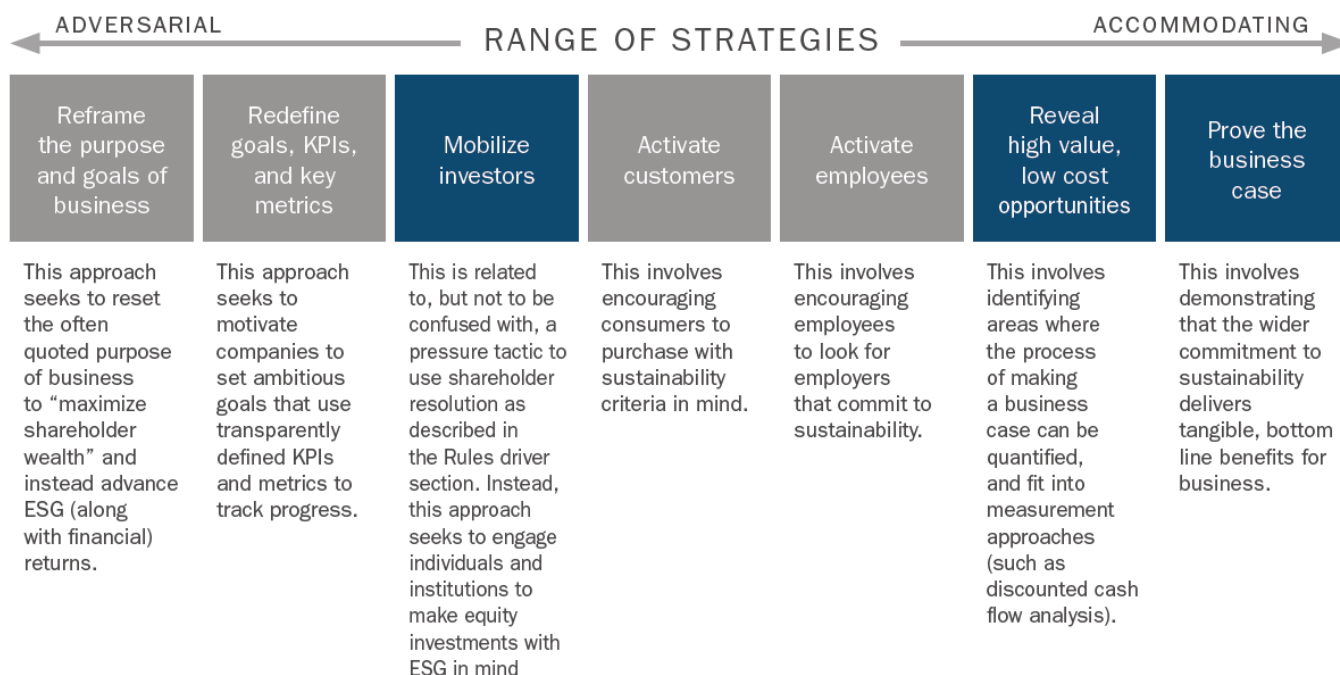 ADVERSARIAL
RANGE OF STRATEGIES
ACCOMMODATING
Reframe
the purpose
and goals of
business
This approach
seeks to reset
the often
quoted purpose
of business
to “maximize
shareholder
wealth” and
instead advance
ESG (along
with financial)
returns.
Redefine
goals, KPIs,
and key
metrics
This approach
seeks to
motivate
companies to
set ambitious
goals that use
transparently
defined KPIs
and metrics to
track progress.
Mobilize
investors
This is related
to, but not to be
confused with, a
pressure tactic to
use shareholder
resolution as
described in
the Rules driver
section. Instead,
this approach
seeks to engage
individuals and
institutions to
make equity
investments with
ESG in mind
Activate
customers
This involves
encouraging
consumers to
purchase with
sustainability
criteria in mind.
Activate
employees
This involves
encouraging
employees
to look for
employers
that commit to
sustainability.
Reveal
high value,
low cost
opportunities
This involves
identifying
areas where
the process
of making
a business
case can be
quantified,
and fit into
measurement
approaches
(such as
discounted cash
flow analysis).
Prove the
business
case
This involves
demonstrating
that the wider
commitment to
sustainability
delivers
tangible, bottom
line benefits for
business.